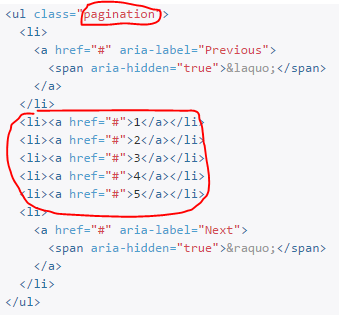 <ul class="pagination">
<li>
<a href="#" aria-label="Previous">
<span aria-hidden="true">&laquo;</span>
</a>
</li>
<li><a href="#">1</a></li>
<li><a href="#">2</a></li>
<li><a href="#">3</a></li>
<li><a href="#">4</a></li>
<li><a href="#">5</a></li>
<li>
<a href="#" aria-label="Next">
<span aria-hidden="true">&raquo;</span>
</a>
</li>
</ul>